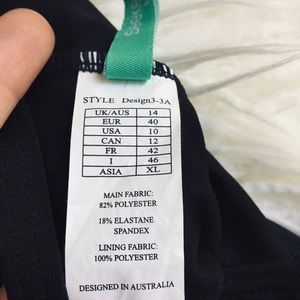 STYLE Design3-3A
UK/AUS 14
EUR 40
USA 10
CAN 12
FR 42
I 46
ASIA XL
MAIN FABRIC:
82% POLYESTER
18% ELASTANE
SPANDEX
LINING FABRIC:
100% POLYESTER
DESIGNED IN AUSTRALIA